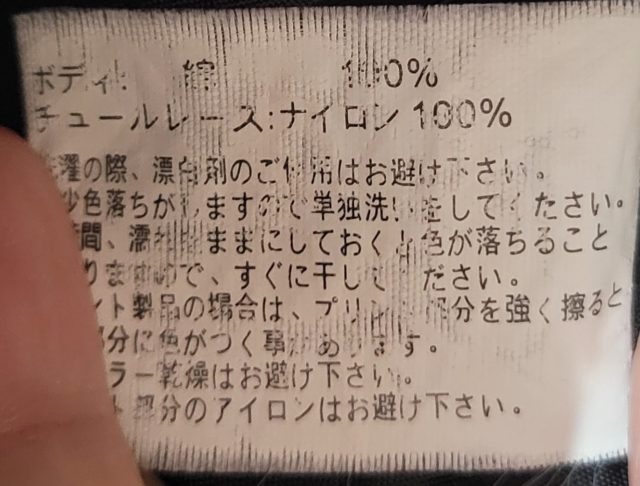 ボディ: 綿 100%
チュールレース:ナイロン 100%
洗濯の際、漂白剤のご使用はお避け下さい。
少色落ちがしますので単独洗いをしてください。
時間、濡れたままにしておくと色が落ちること
りますので、すぐに干してください。
ント製品の場合は、プリント部分を強く擦ると
部分に色がつく事があります。
ラー乾燥はお避け下さい。
ト部分のアイロンはお避け下さい。